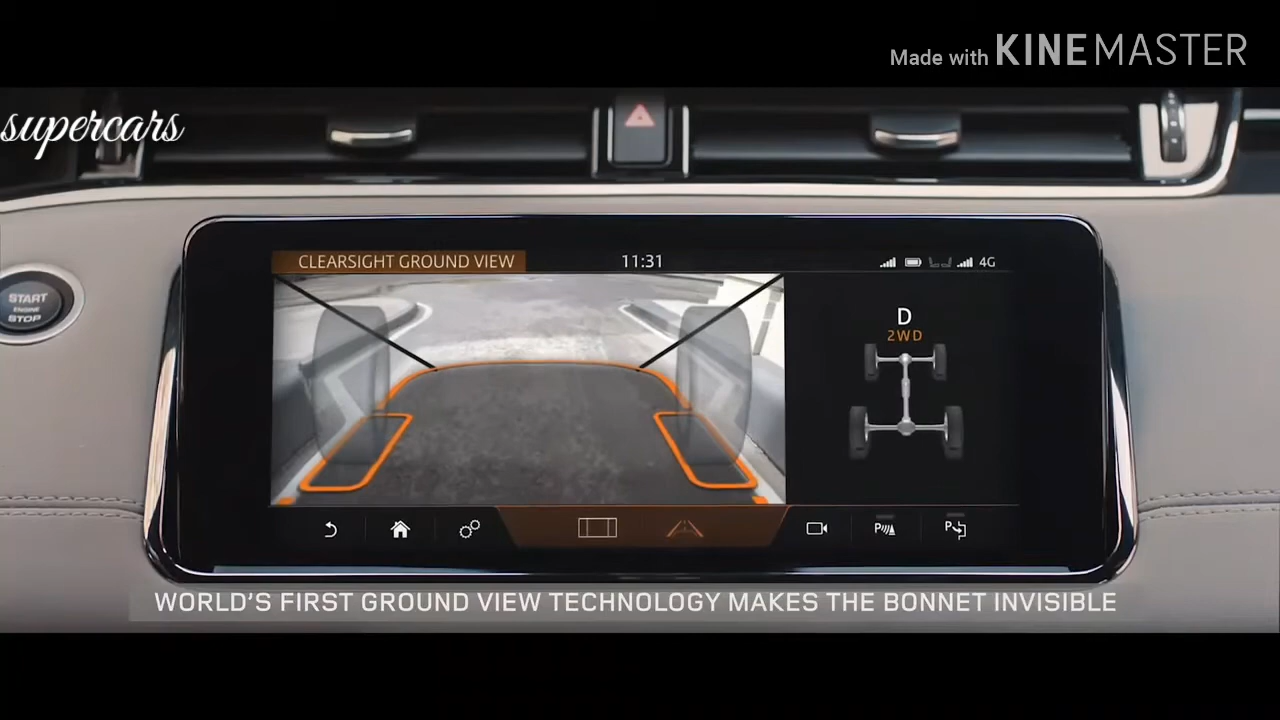 Made with KINEMASTER
supercars
CLEARSIGHT GROUND VIEW
11:31
4G
START
ENGINE
STOP
D
2WD
P
P
WORLD'S FIRST GROUND VIEW TECHNOLOGY MAKES THE BONNET INVISIBLE